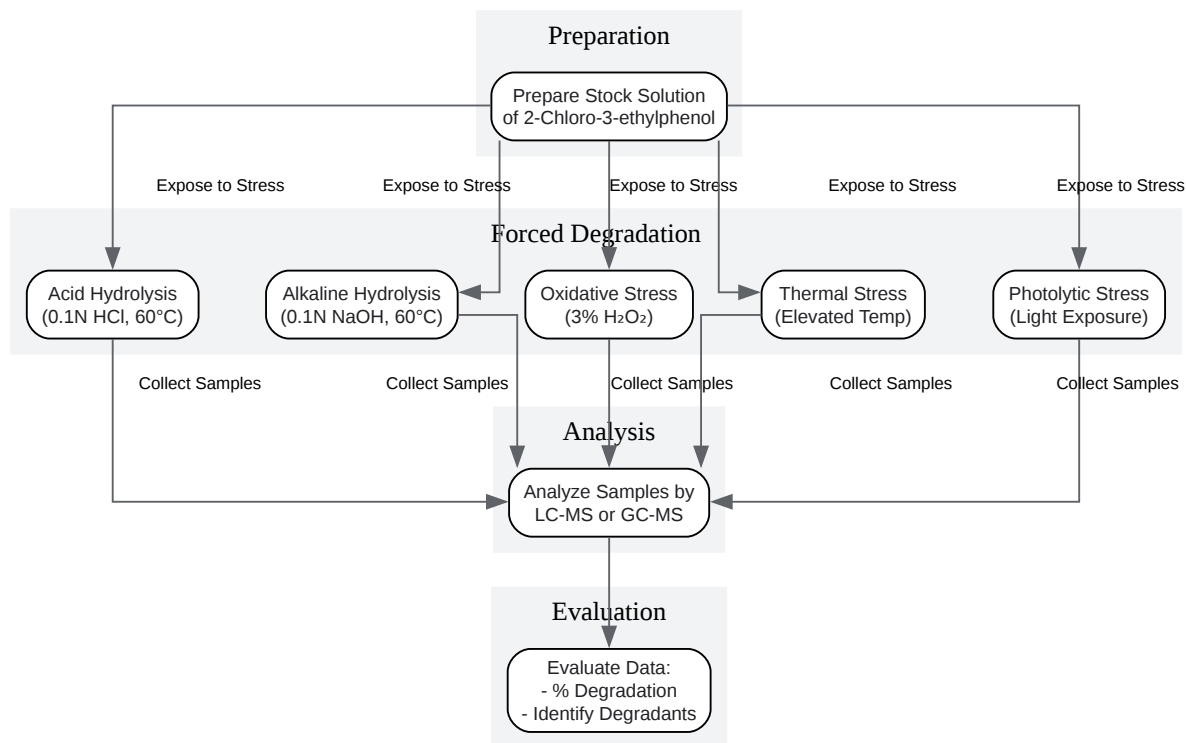 Preparation
Prepare Stock Solution
of 2-Chloro-3-ethylphenol
Expose to Stress
Expose to Stress
Expose to Stress
Expose to Stress
Expose to Stress
Forced Degradation
Acid Hydrolysis
(0.1N HCl, 60°C)
Alkaline Hydrolysis
(0.1N NaOH, 60°C)
Oxidative Stress
(3% H₂O₂)
Thermal Stress
(Elevated Temp)
Photolytic Stress
(Light Exposure)
Collect Samples
Collect Samples
Collect Samples
Collect Samples
Collect Samples
Analysis
Analyze Samples by
LC-MS or GC-MS
Evaluation
Evaluate Data:
- % Degradation
- Identify Degradants